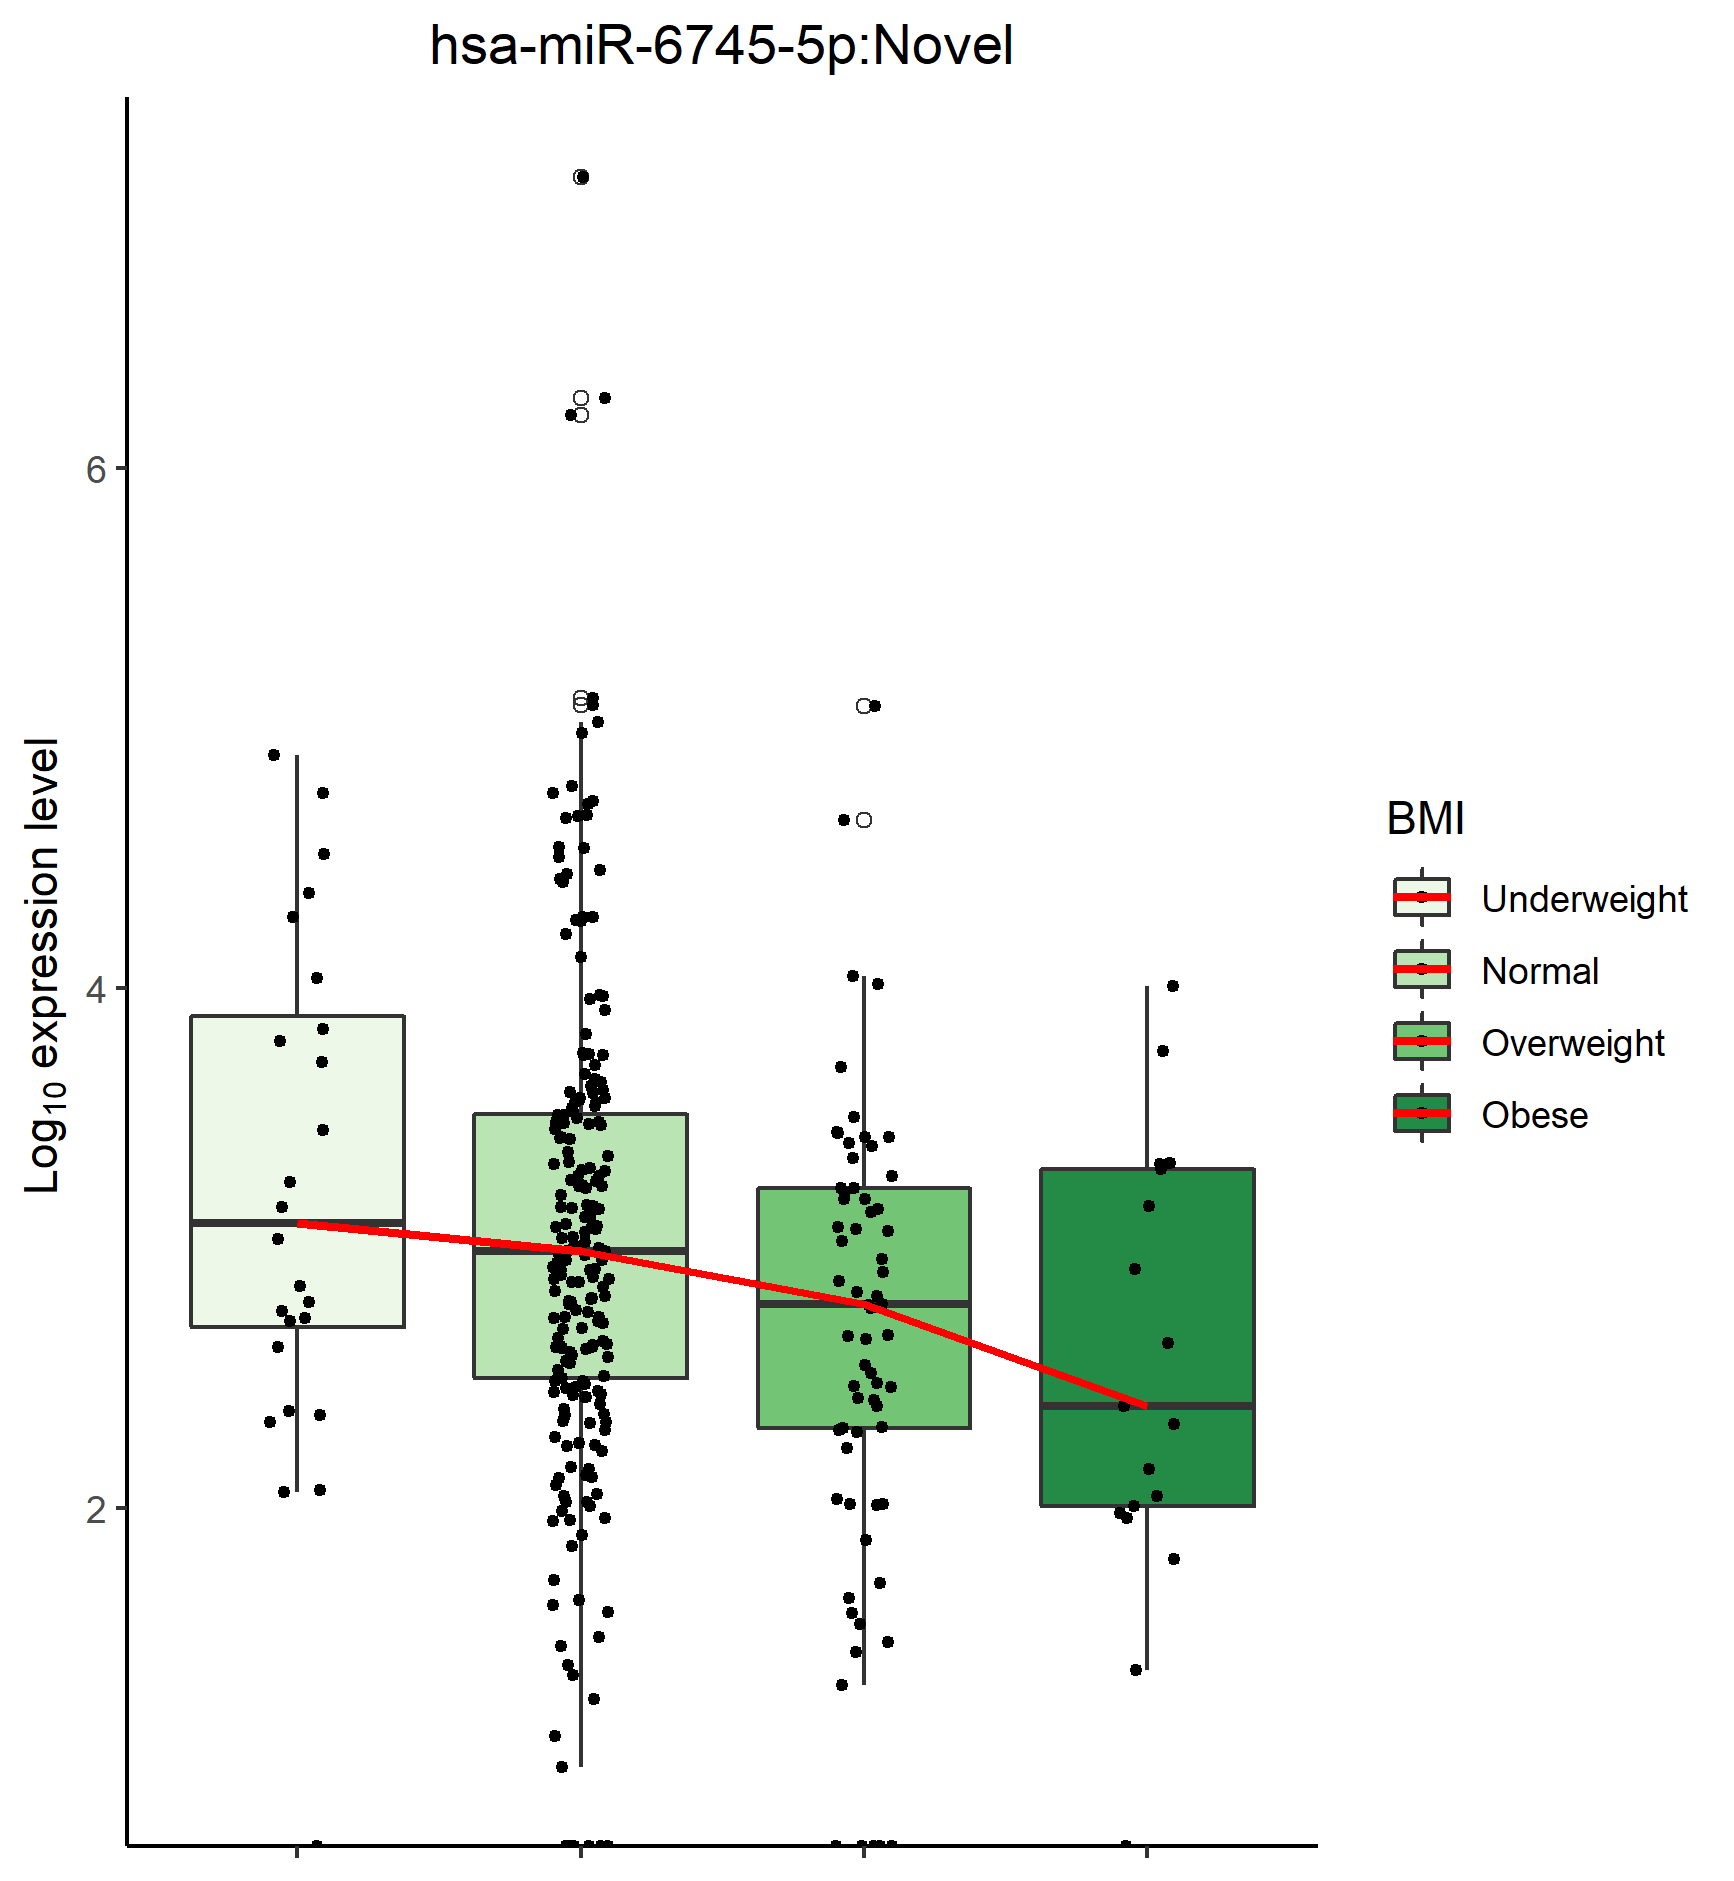 hsa-miR-6745-5p:Novel
Log₁₀ expression level
6
4
2
BMI
Underweight
Normal
Overweight
Obese